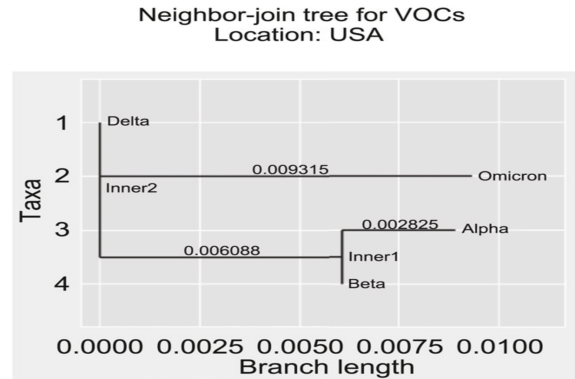 Neighbor-join tree for VOCs
Location: USA
1
Delta
2
0.009315
Omicron
Inner2
Taxa
3
0.002825
Alpha
0.006088
Inner1
4
Beta
0.0000 0.0025 0.0050 0.0075 0.0100
Branch length